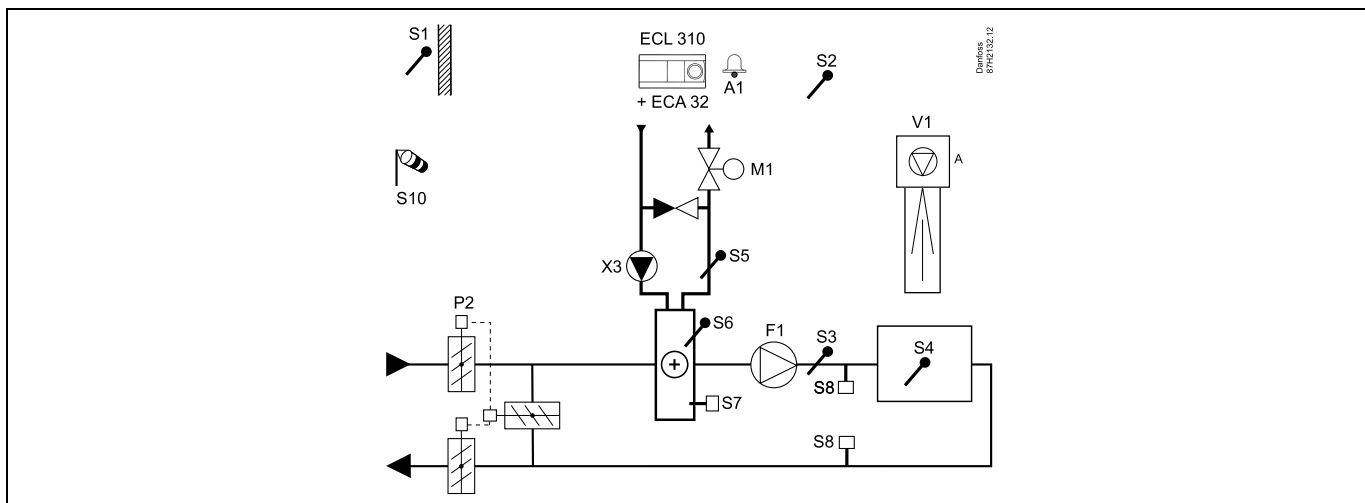 S1
ECL 310
A1
+ ECA 32
S2
Danfoss
87H2132.12
V1
A
S10
M1
X3
S5
P2
S6
F1
S3
S4
S8
S7
S8